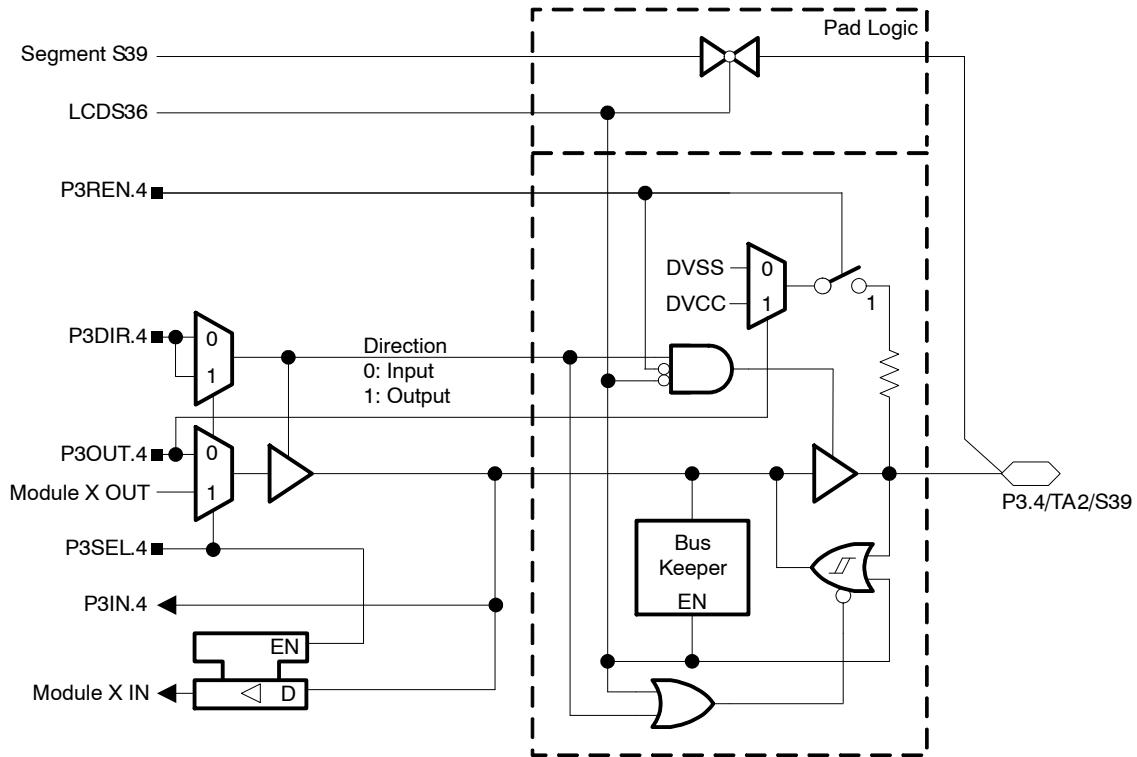 Pad Logic
Segment S39
LCDS36
P3REN.4
DVSS
0
DVCC
1
1
P3DIR.4
0
1
Direction
0: Input
1: Output
P3OUT.4
0
Module X OUT
1
P3.4/TA2/S39
P3SEL.4
Bus
Keeper
EN
P3IN.4
EN
Module X IN
D